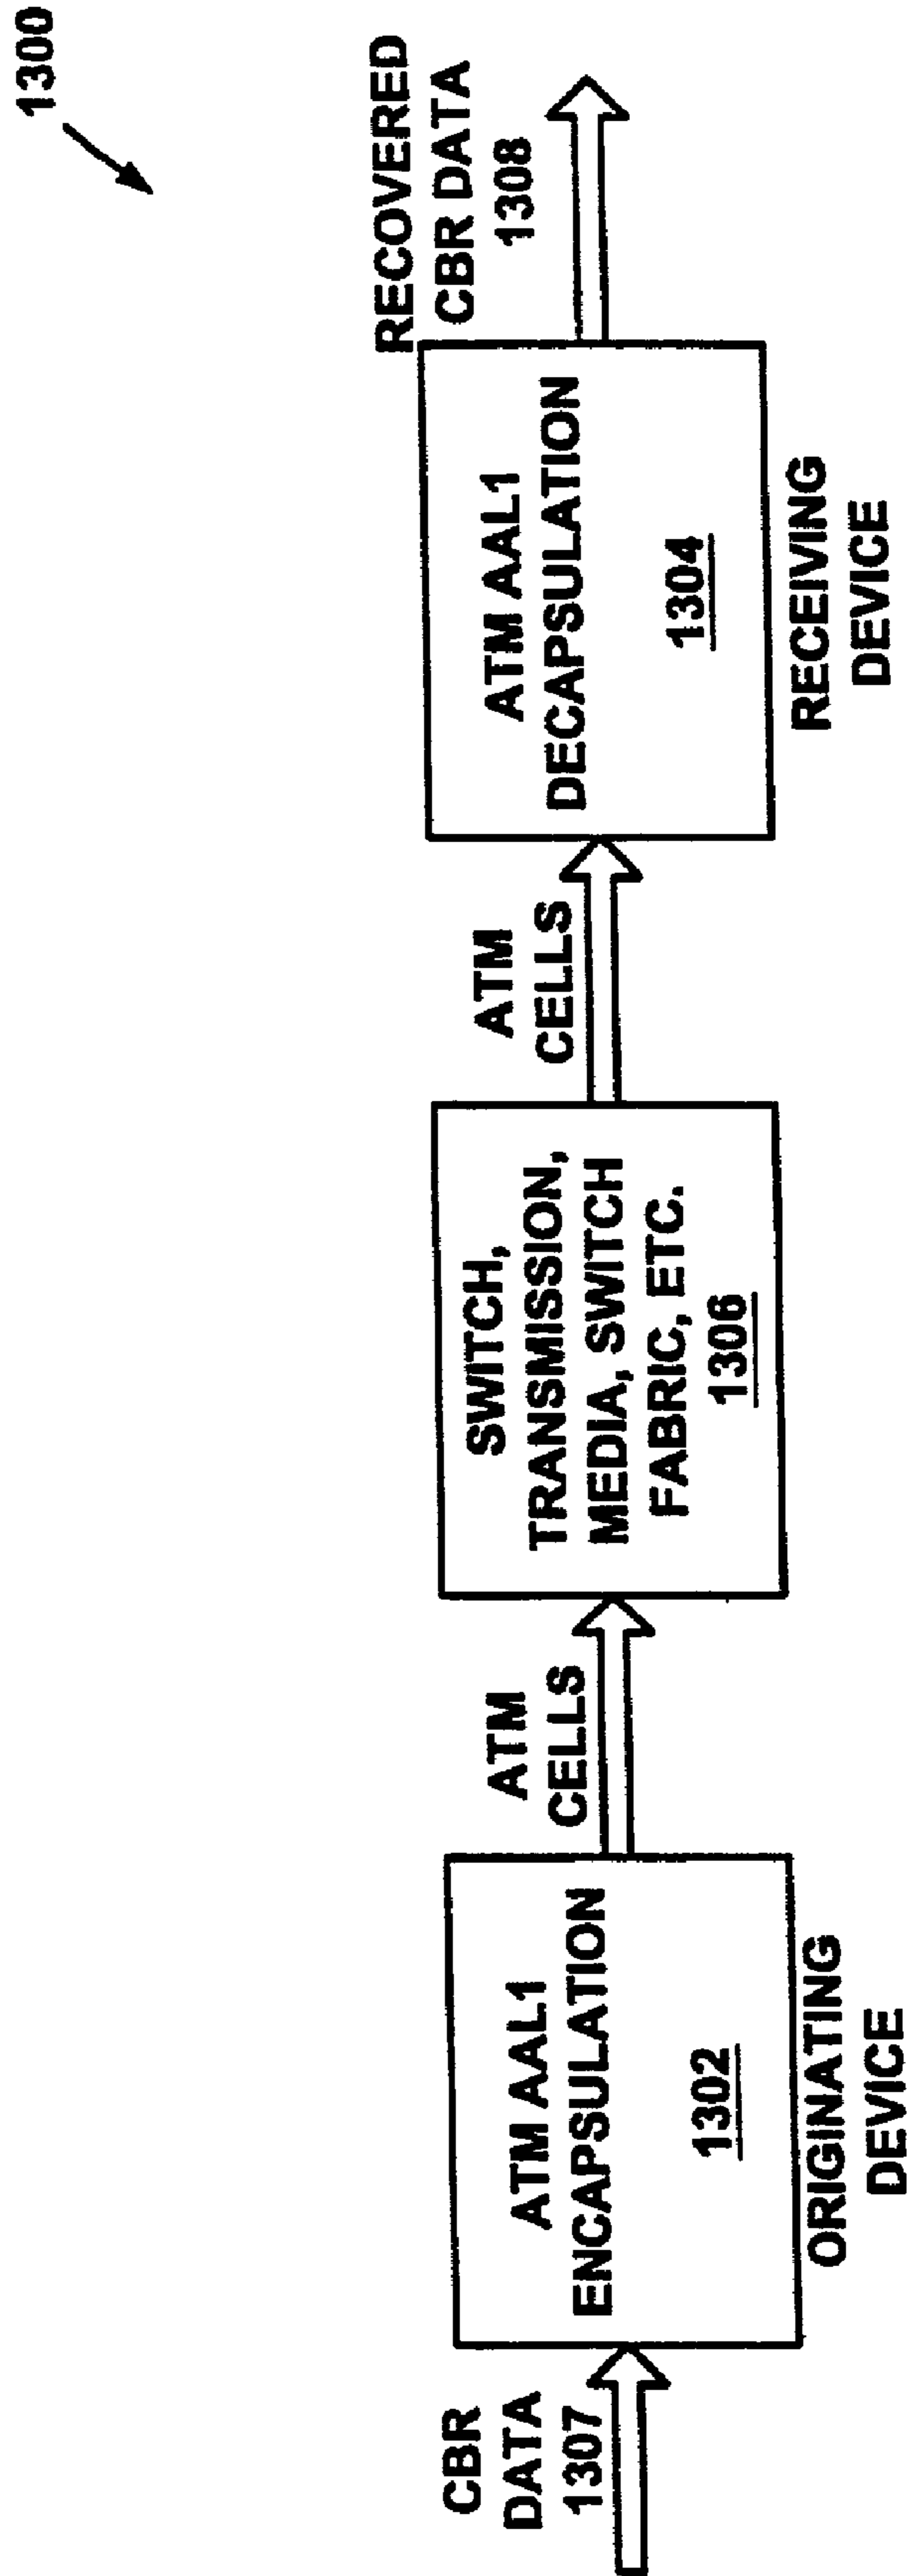 1300
CBR
DATA
1307
ATM AAL1
ENCAPSULATION
1302
ORIGINATING
DEVICE
ATM
CELLS
SWITCH,
TRANSMISSION,
MEDIA, SWITCH
FABRIC, ETC.
1306
ATM
CELLS
ATM AAL1
DECAPSULATION
1304
RECEIVING
DEVICE
RECOVERED
CBR DATA
1308